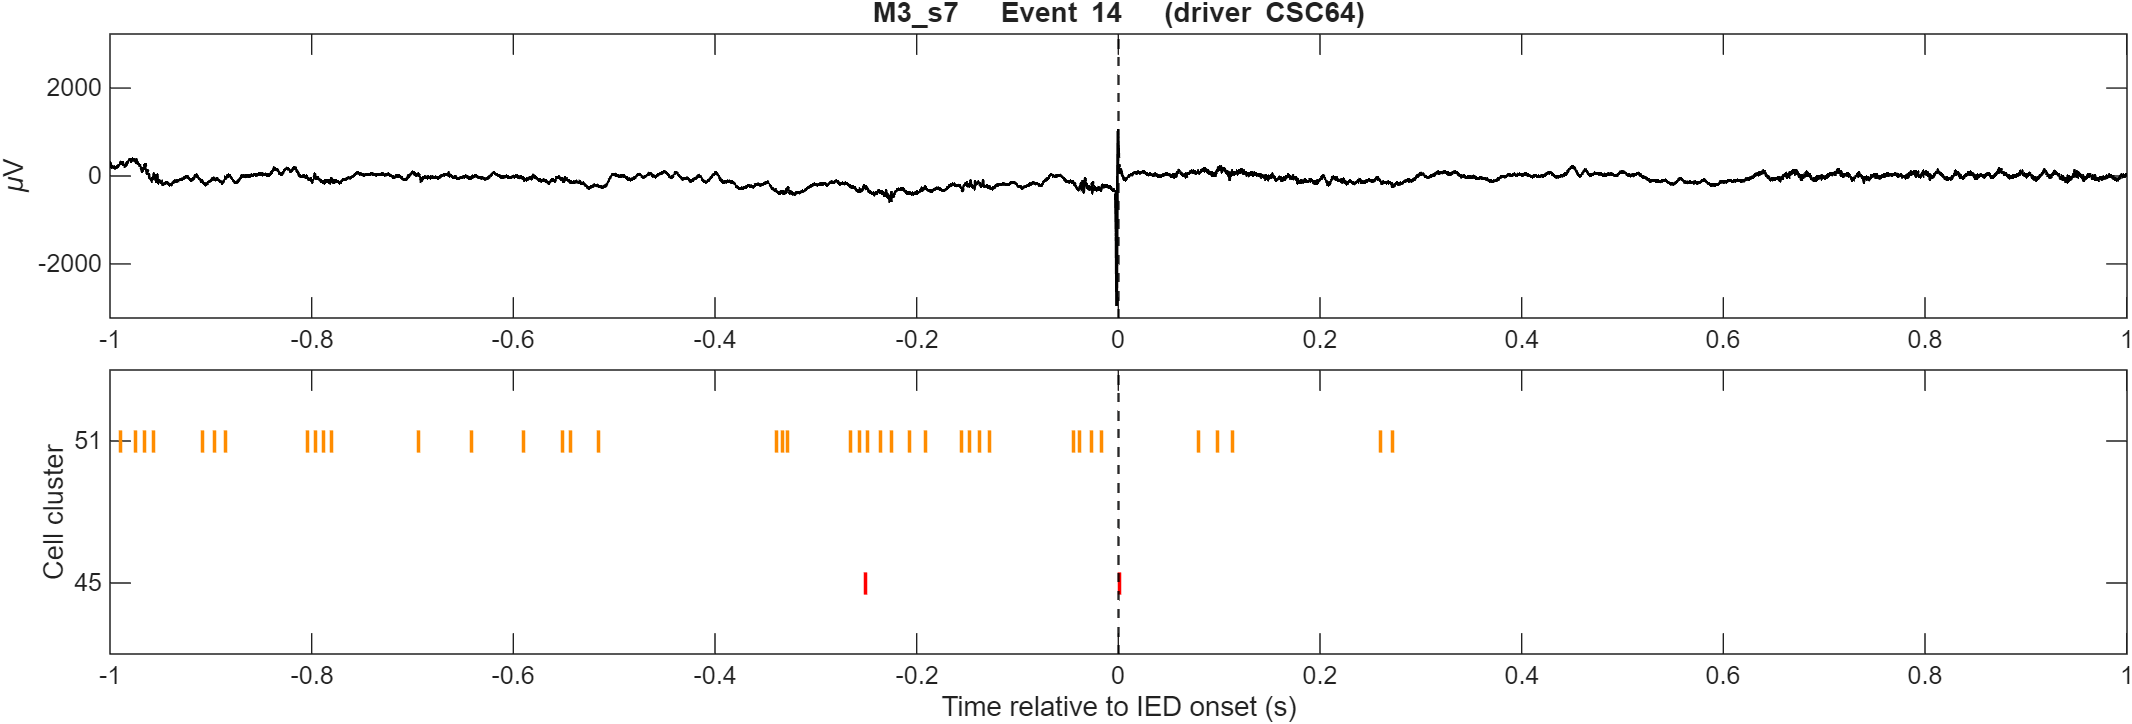 M3_s7 Event 14 (driver CSC64)
2000
0
-2000
µV
-1 -0.8 -0.6 -0.4 -0.2 0 0.2 0.4 0.6 0.8 1
51
45
Cell cluster
-1 -0.8 -0.6 -0.4 -0.2 0 0.2 0.4 0.6 0.8 1
Time relative to IED onset (s)